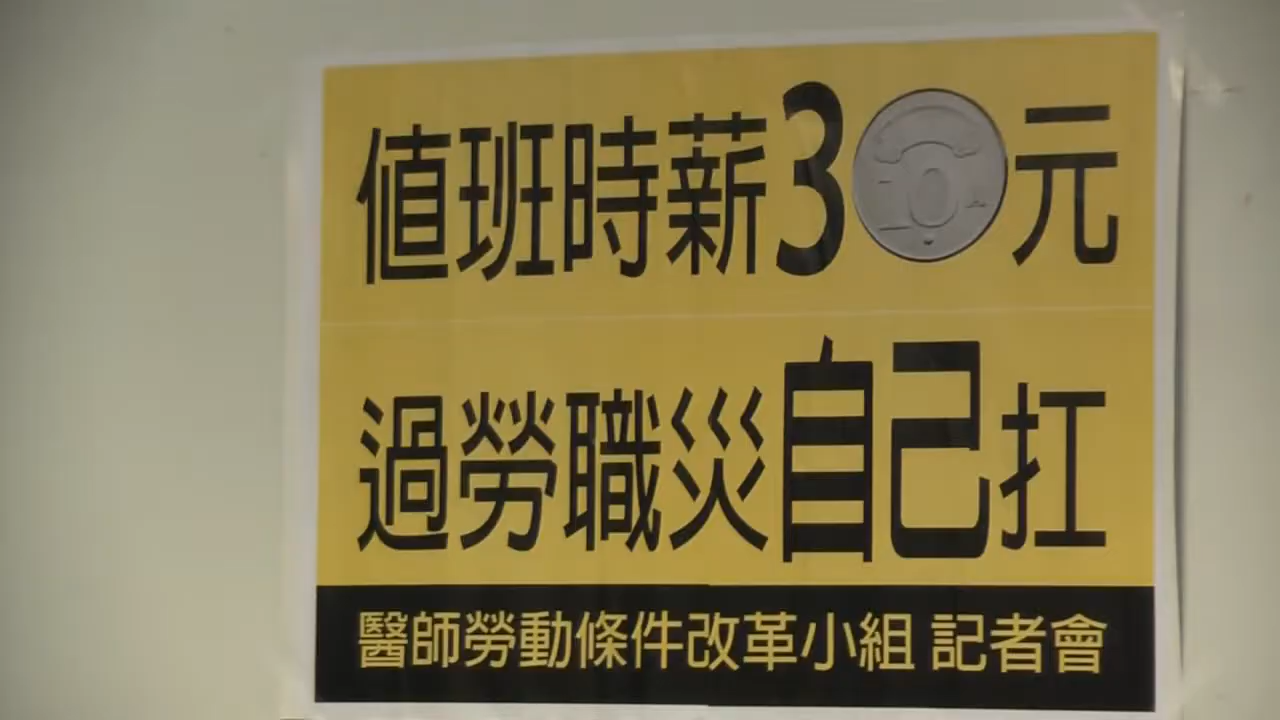 值班時薪30元
過勞職災自己扛
醫師勞動條件改革小組 記者會